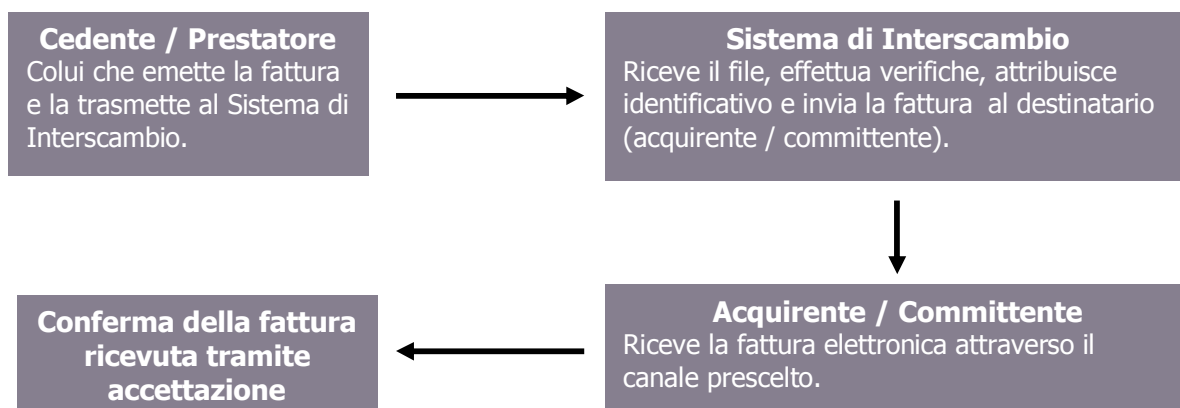 Cedente / Prestatore
Colui che emette la fattura
e la trasmette al Sistema di
Interscambio.
Sistema di Interscambio
Riceve il file, effettua verifiche, attribuisce
identificativo e invia la fattura al destinatario
(acquirente / committente).
Acquirente / Committente
Riceve la fattura elettronica attraverso il
canale prescelto.
Conferma della fattura
ricevuta tramite
accettazione